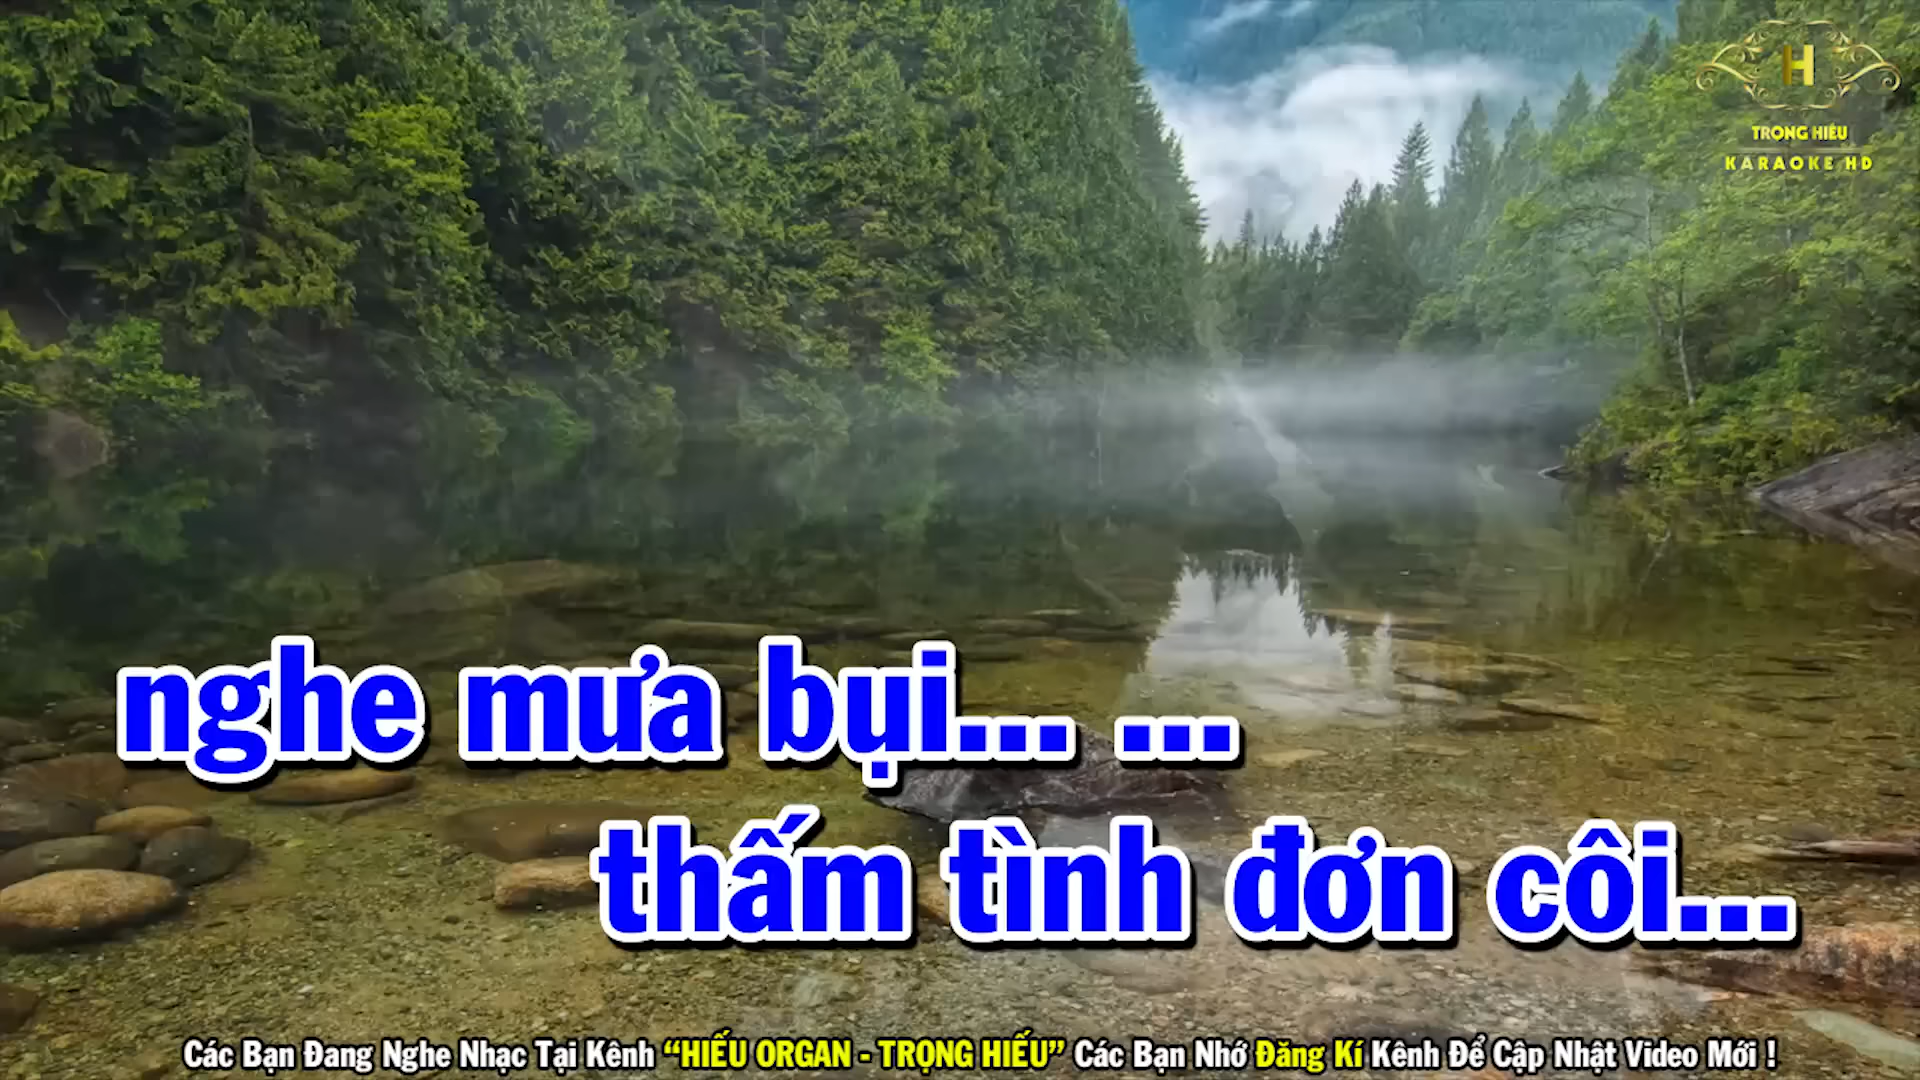 H
TRỌNG HIẾU
KARAOKE HD
nghe mưa bụi... ...
thấm tình đơn côi...
Các Bạn Đang Nghe Nhạc Tại Kênh “HIẾU ORGAN - TRỌNG HIẾU” Các Bạn Nhớ Đăng Kí Kênh Để Cập Nhật Video Mới !